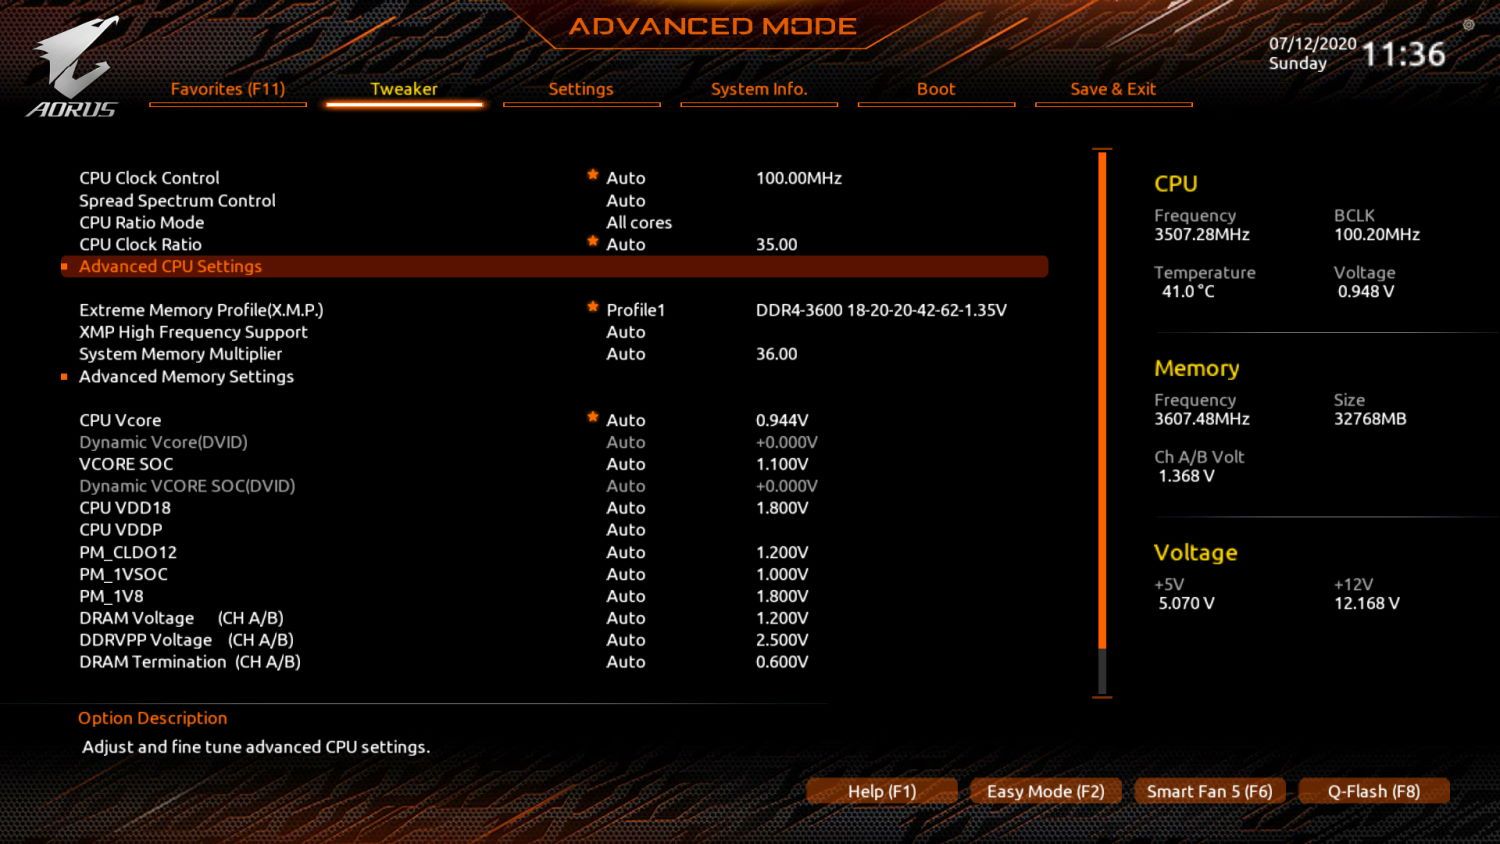 ADVANCED MODE
AORUS
07/12/2020
Sunday
11:36
Favorites (F11) Tweaker Settings System Info. Boot Save & Exit
CPU Clock Control Auto 100.00MHz
Spread Spectrum Control Auto
CPU Ratio Mode All cores
CPU Clock Ratio Auto 35.00
Advanced CPU Settings
Extreme Memory Profile(X.M.P.) Profile1 DDR4-3600 18-20-20-42-62-1.35V
XMP High Frequency Support Auto
System Memory Multiplier Auto 36.00
Advanced Memory Settings
CPU Vcore Auto 0.944V
Dynamic Vcore(DVID) Auto +0.000V
VCORE SOC Auto 1.100V
Dynamic VCORE SOC(DVID) Auto +0.000V
CPU VDD18 Auto 1.800V
CPU VDDP Auto
PM_CLDO12 Auto 1.200V
PM_1VSOC Auto 1.000V
PM_1V8 Auto 1.800V
DRAM Voltage (CH A/B) Auto 1.200V
DDRVPP Voltage (CH A/B) Auto 2.500V
DRAM Termination (CH A/B) Auto 0.600V
CPU
Frequency BCLK
3507.28MHz 100.20MHz
Temperature Voltage
41.0 °C 0.948 V
Memory
Frequency Size
3607.48MHz 32768MB
Ch A/B Volt
1.368 V
Voltage
+5V +12V
5.070 V 12.168 V
Option Description
Adjust and fine tune advanced CPU settings.
Help (F1) Easy Mode (F2) Smart Fan 5 (F6) Q-Flash (F8)